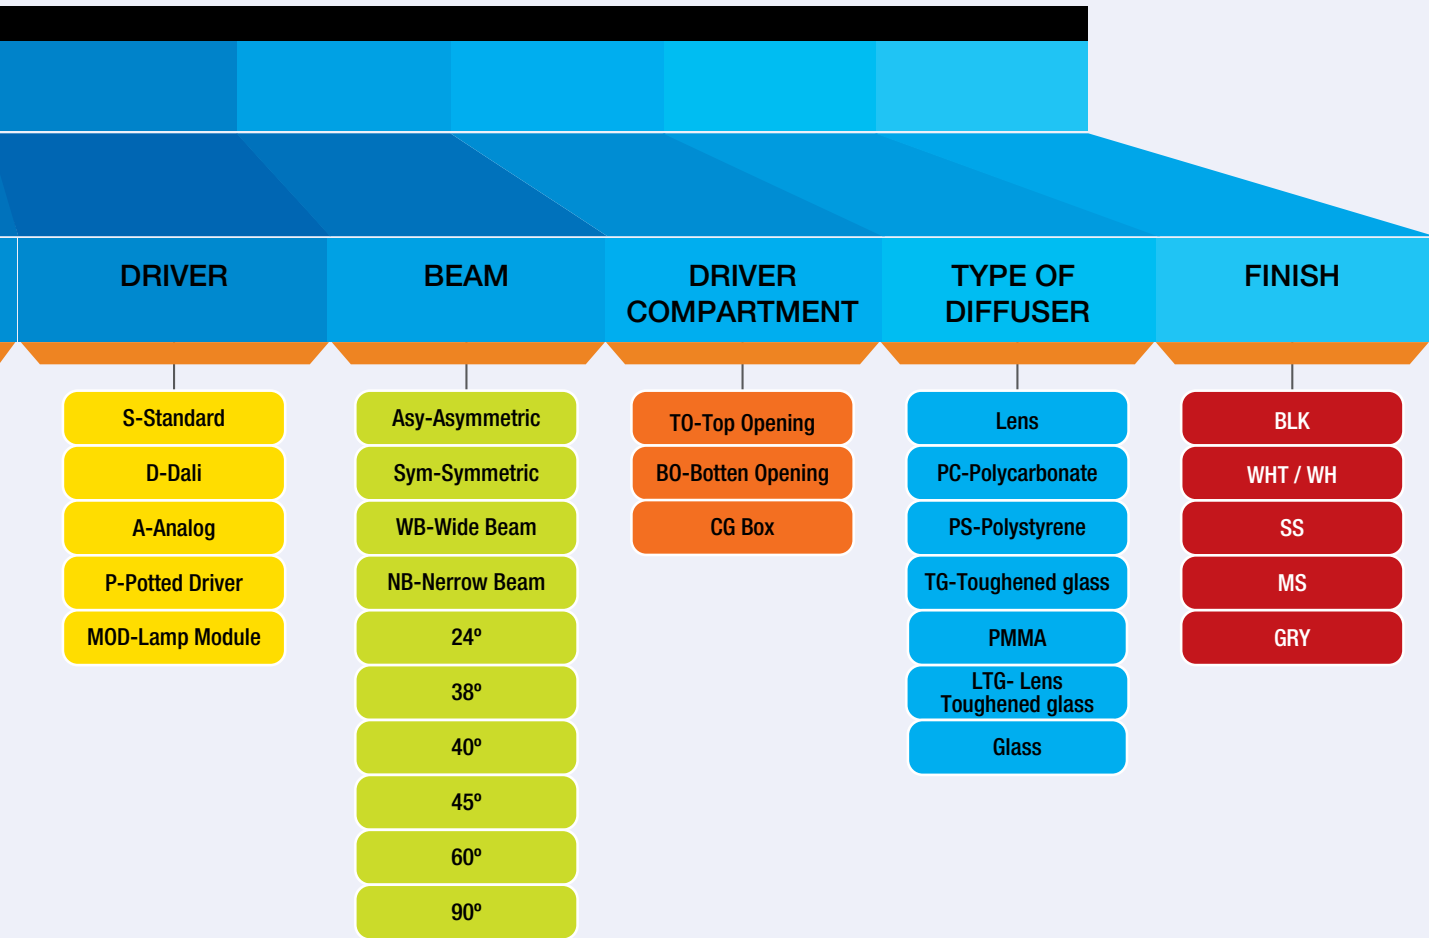 DRIVER
S-Standard
D-Dali
A-Analog
P-Potted Driver
MOD-Lamp Module
BEAM
Asy-Asymmetric
Sym-Symmetric
WB-Wide Beam
NB-Nerrow Beam
24º
38º
40º
45º
60º
90º
DRIVER
COMPARTMENT
TO-Top Opening
BO-Botten Opening
CG Box
TYPE OF
DIFFUSER
Lens
PC-Polycarbonate
PS-Polystyrene
TG-Toughened glass
PMMA
LTG- Lens
Toughened glass
Glass
FINISH
BLK
WHT / WH
SS
MS
GRY